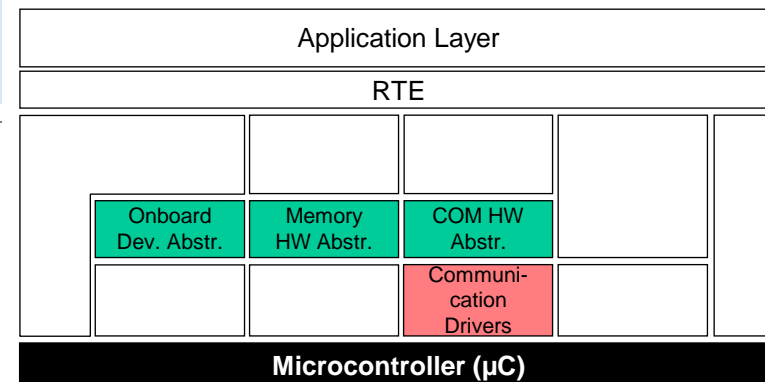 Application Layer
RTE
Onboard
Dev. Abstr.
Memory
HW Abstr.
COM HW
Abstr.
Communi-
cation
Drivers
Microcontroller (µC)